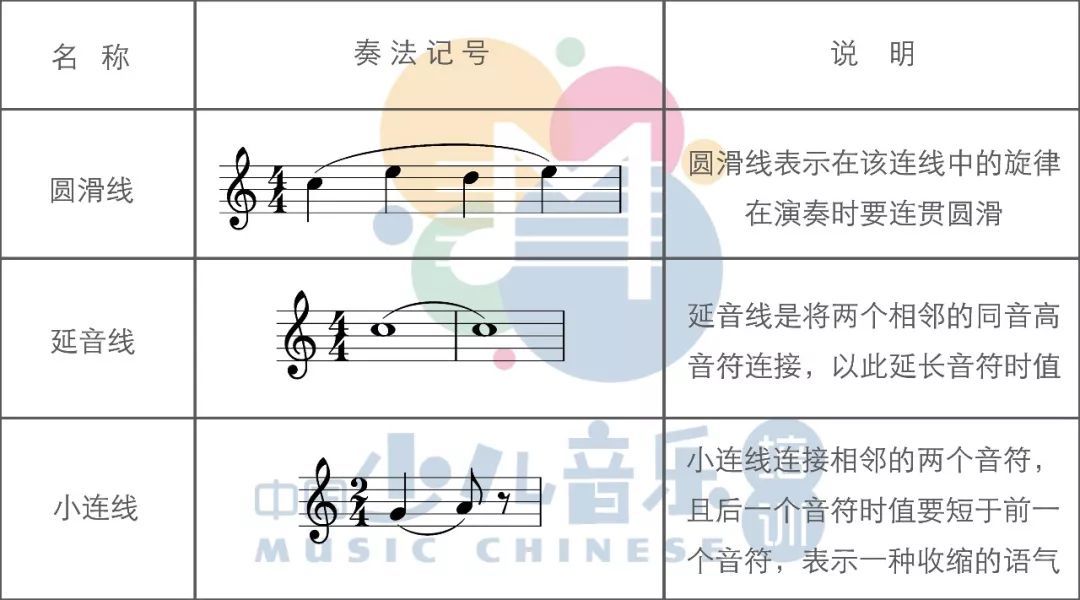 名 称
奏法记号
说 明
圆滑线
4
4
圆滑线表示在该连线中的旋律
在演奏时要连贯圆滑
延音线
4
4
延音线是将两个相邻的同音高
音符连接，以此延长音符时值
小连线
2
4
小连线连接相邻的两个音符，
且后一个音符时值要短于前一
个音符，表示一种收缩的语气
中国少儿音乐培训
MUSIC CHINESE